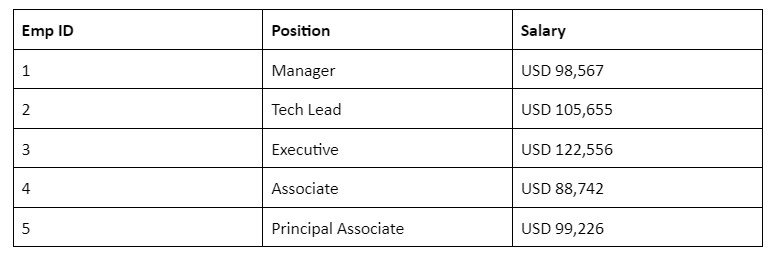 Emp ID Position Salary
1 Manager USD 98,567
2 Tech Lead USD 105,655
3 Executive USD 122,556
4 Associate USD 88,742
5 Principal Associate USD 99,226